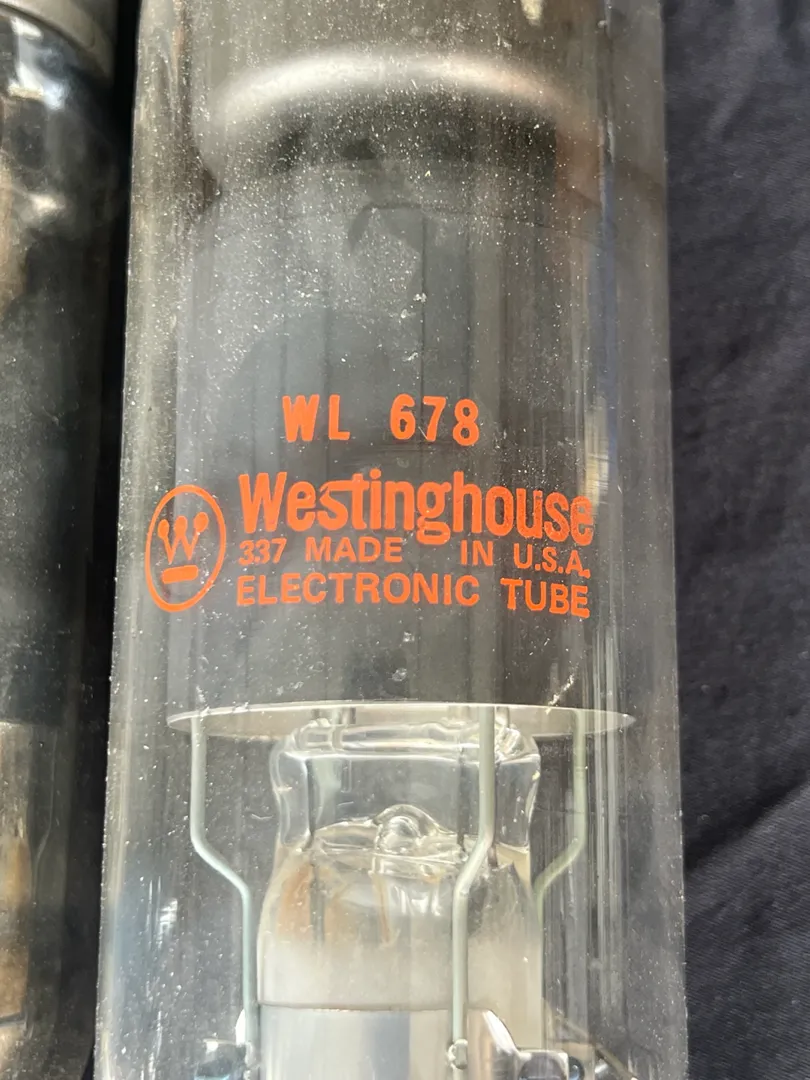 WL 678
Westinghouse
337 MADE IN U.S.A.
ELECTRONIC TUBE